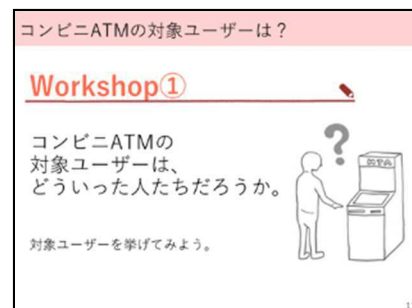 コンビニATMの対象ユーザーは？
Workshop①
コンビニATMの
対象ユーザーは、
どういった人たちだろうか。
?
対象ユーザーを挙げてみよう。